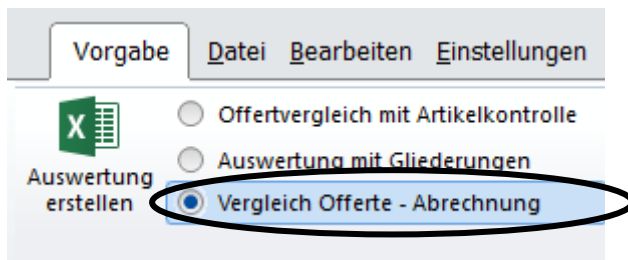 Vorgabe Datei Bearbeiten Einstellungen
Offertvergleich mit Artikelkontrolle
Auswertung mit Gliederungen
Vergleich Offerte - Abrechnung
Auswertung
erstellen